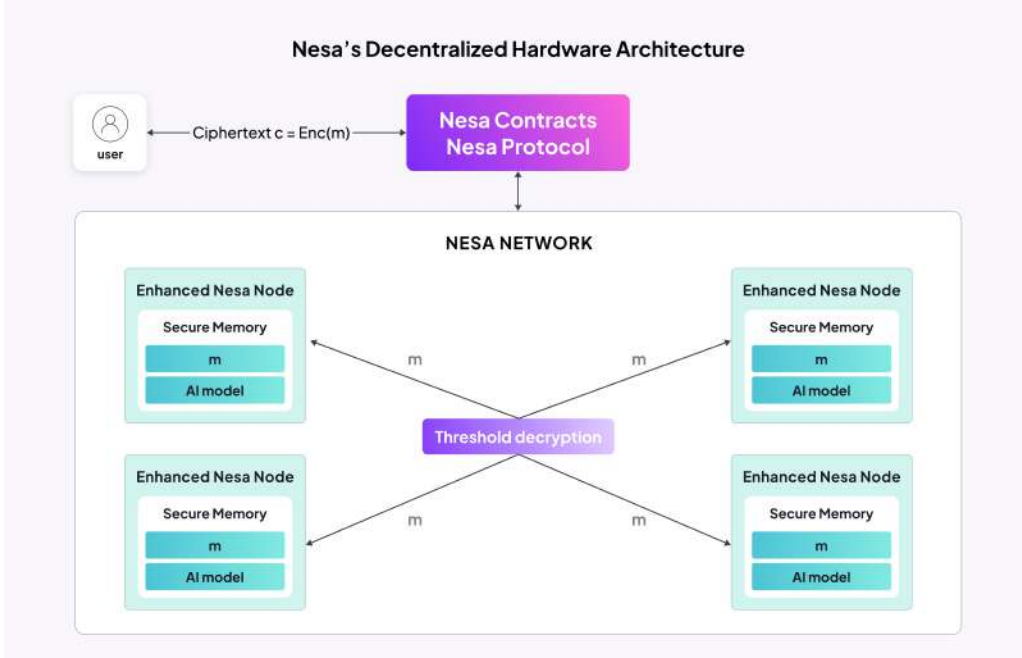 Nesa's Decentralized Hardware Architecture
user
Ciphertext c = Enc(m)
Nesa Contracts
Nesa Protocol
NESA NETWORK
Enhanced Nesa Node
Secure Memory
m
AI model
Enhanced Nesa Node
Secure Memory
m
AI model
m
m
Threshold decryption
m
m
Enhanced Nesa Node
Secure Memory
m
AI model
Enhanced Nesa Node
Secure Memory
m
AI model